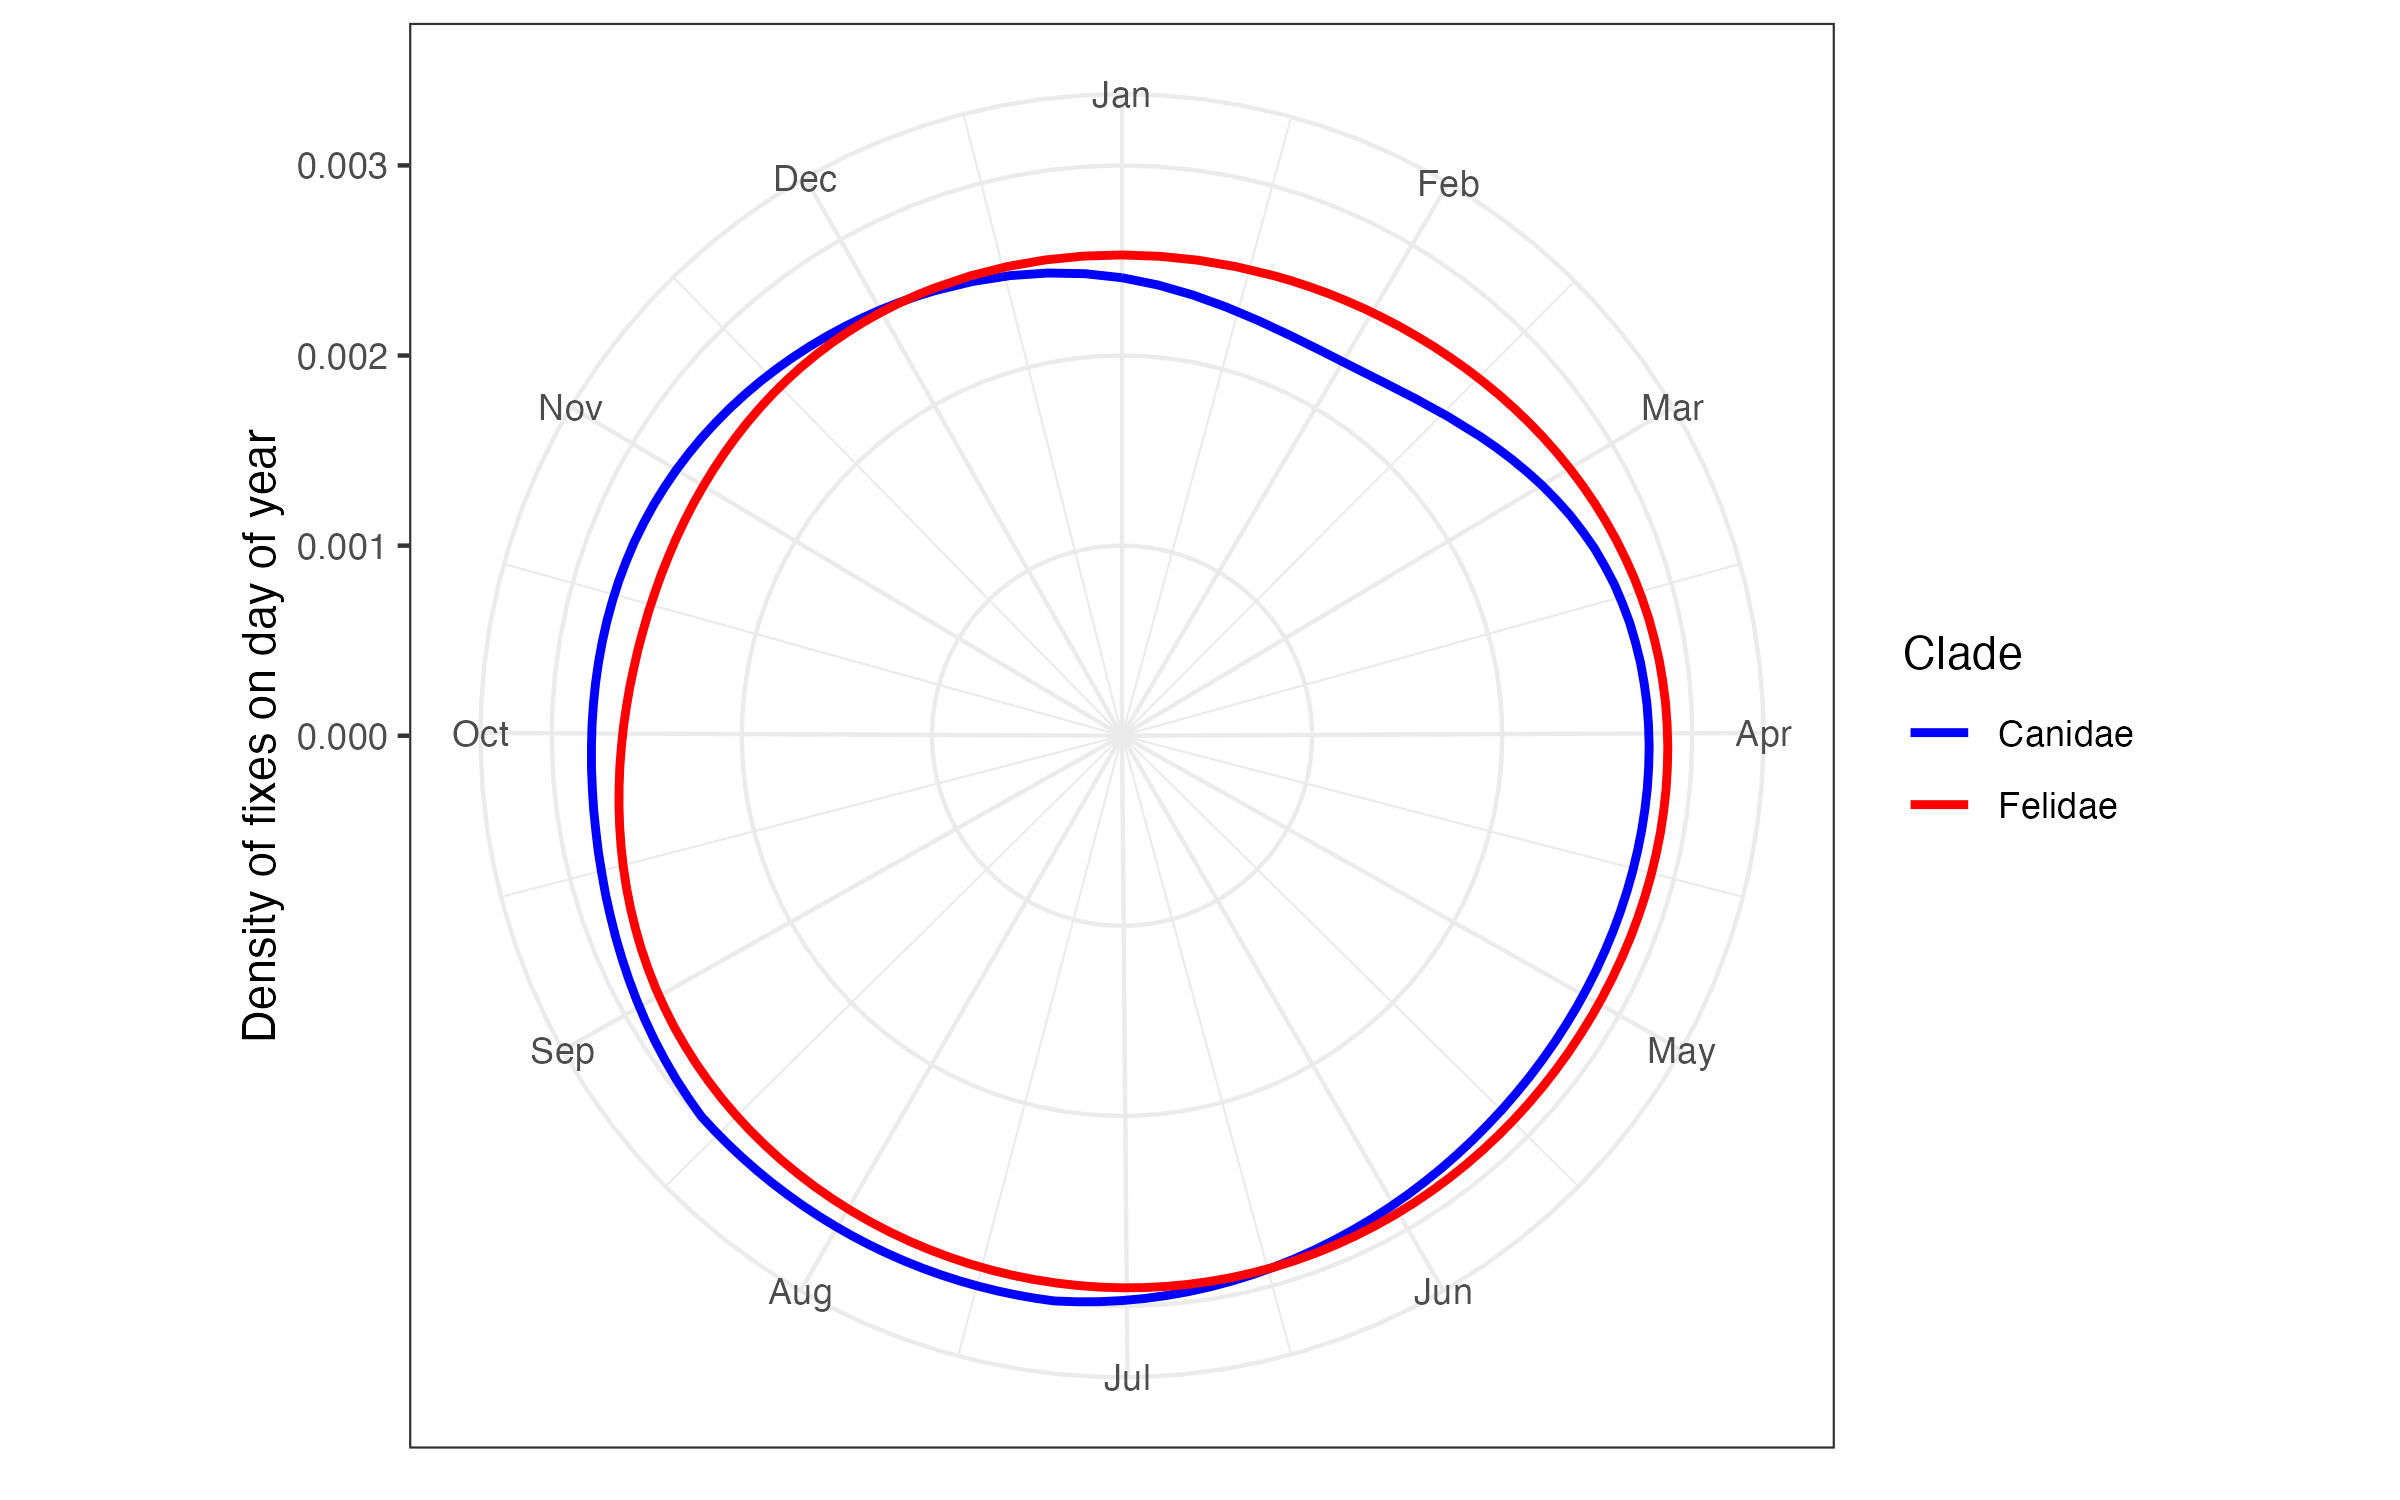 Density of fixes on day of year
0.003
0.002
0.001
0.000
Jan
Feb
Mar
Apr
May
Jun
Jul
Aug
Sep
Oct
Nov
Dec
Clade
Canidae
Felidae